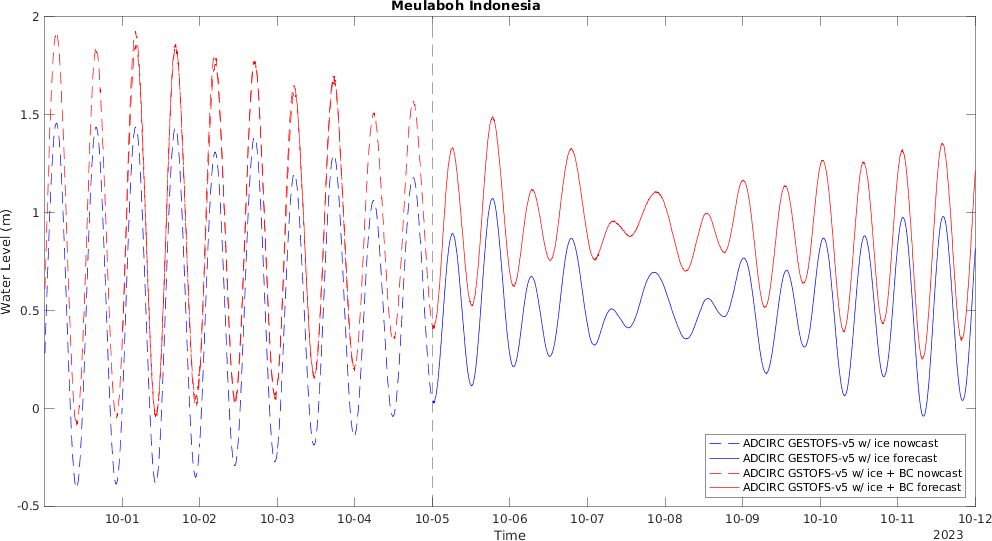 Meulaboh Indonesia
Water Level (m)
2
1.5
1
0.5
0
-0.5
ADCIRC GESTOFS-v5 w/ ice nowcast
ADCIRC GESTOFS-v5 w/ ice forecast
ADCIRC GSTOFS-v5 w/ ice + BC nowcast
ADCIRC GSTOFS-v5 w/ ice + BC forecast
10-01 10-02 10-03 10-04 10-05 10-06 10-07 10-08 10-09 10-10 10-11 10-12
Time
2023